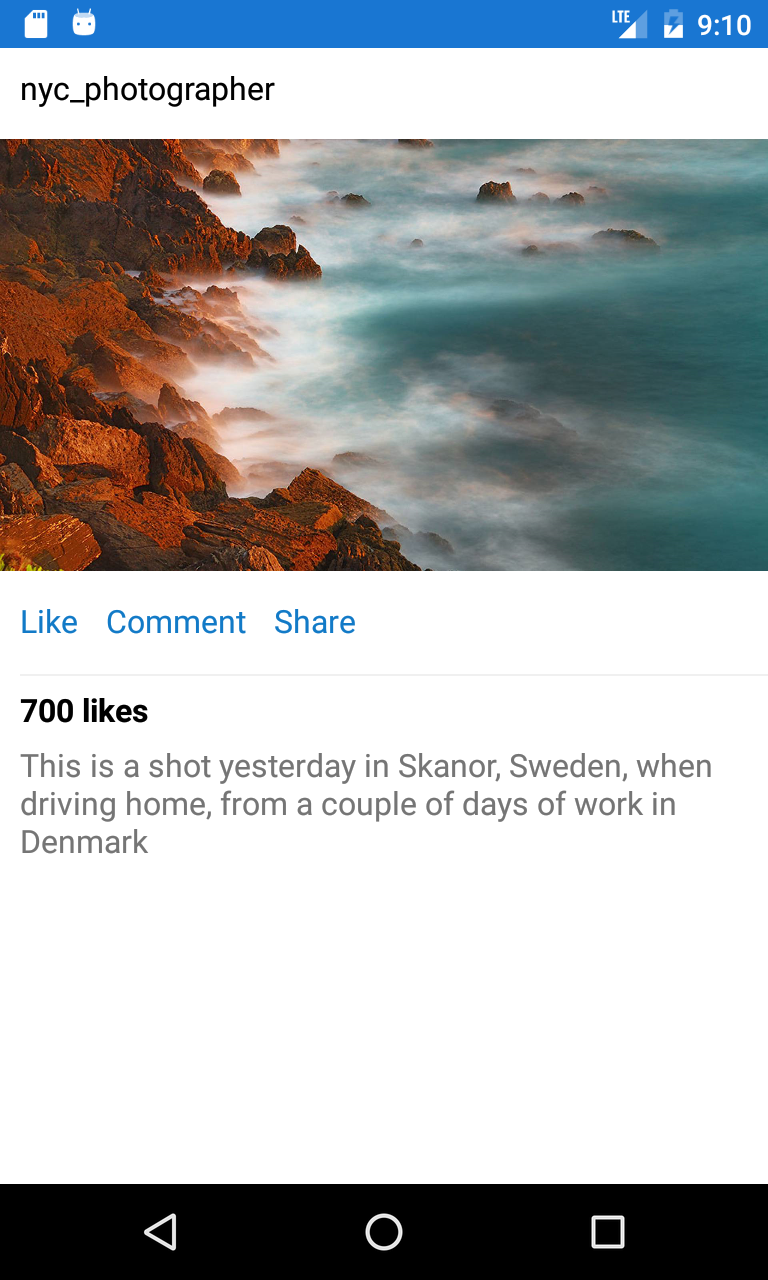 LTE 9:10
nyc_photographer
Like Comment Share
700 likes
This is a shot yesterday in Skanor, Sweden, when
driving home, from a couple of days of work in
Denmark